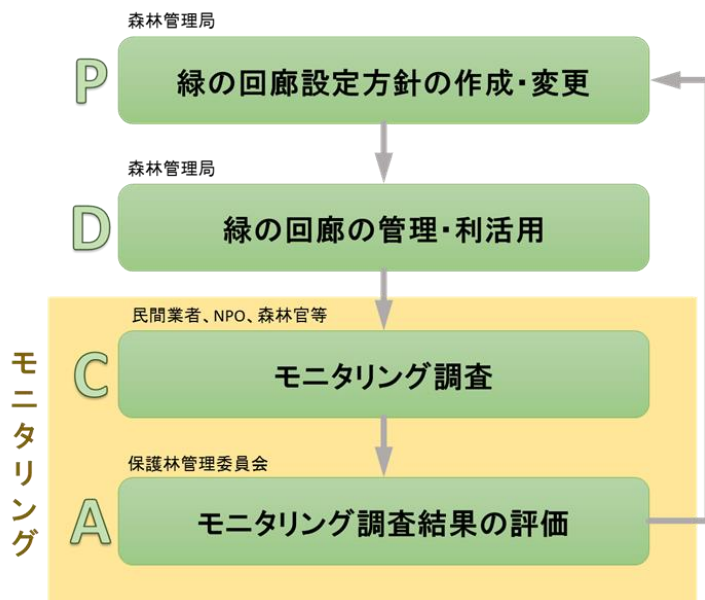 森林管理局
P
緑の回廊設定方針の作成・変更
森林管理局
D
緑の回廊の管理・利活用
モニタリング
民間業者、NPO、森林官等
C
モニタリング調査
保護林管理委員会
A
モニタリング調査結果の評価